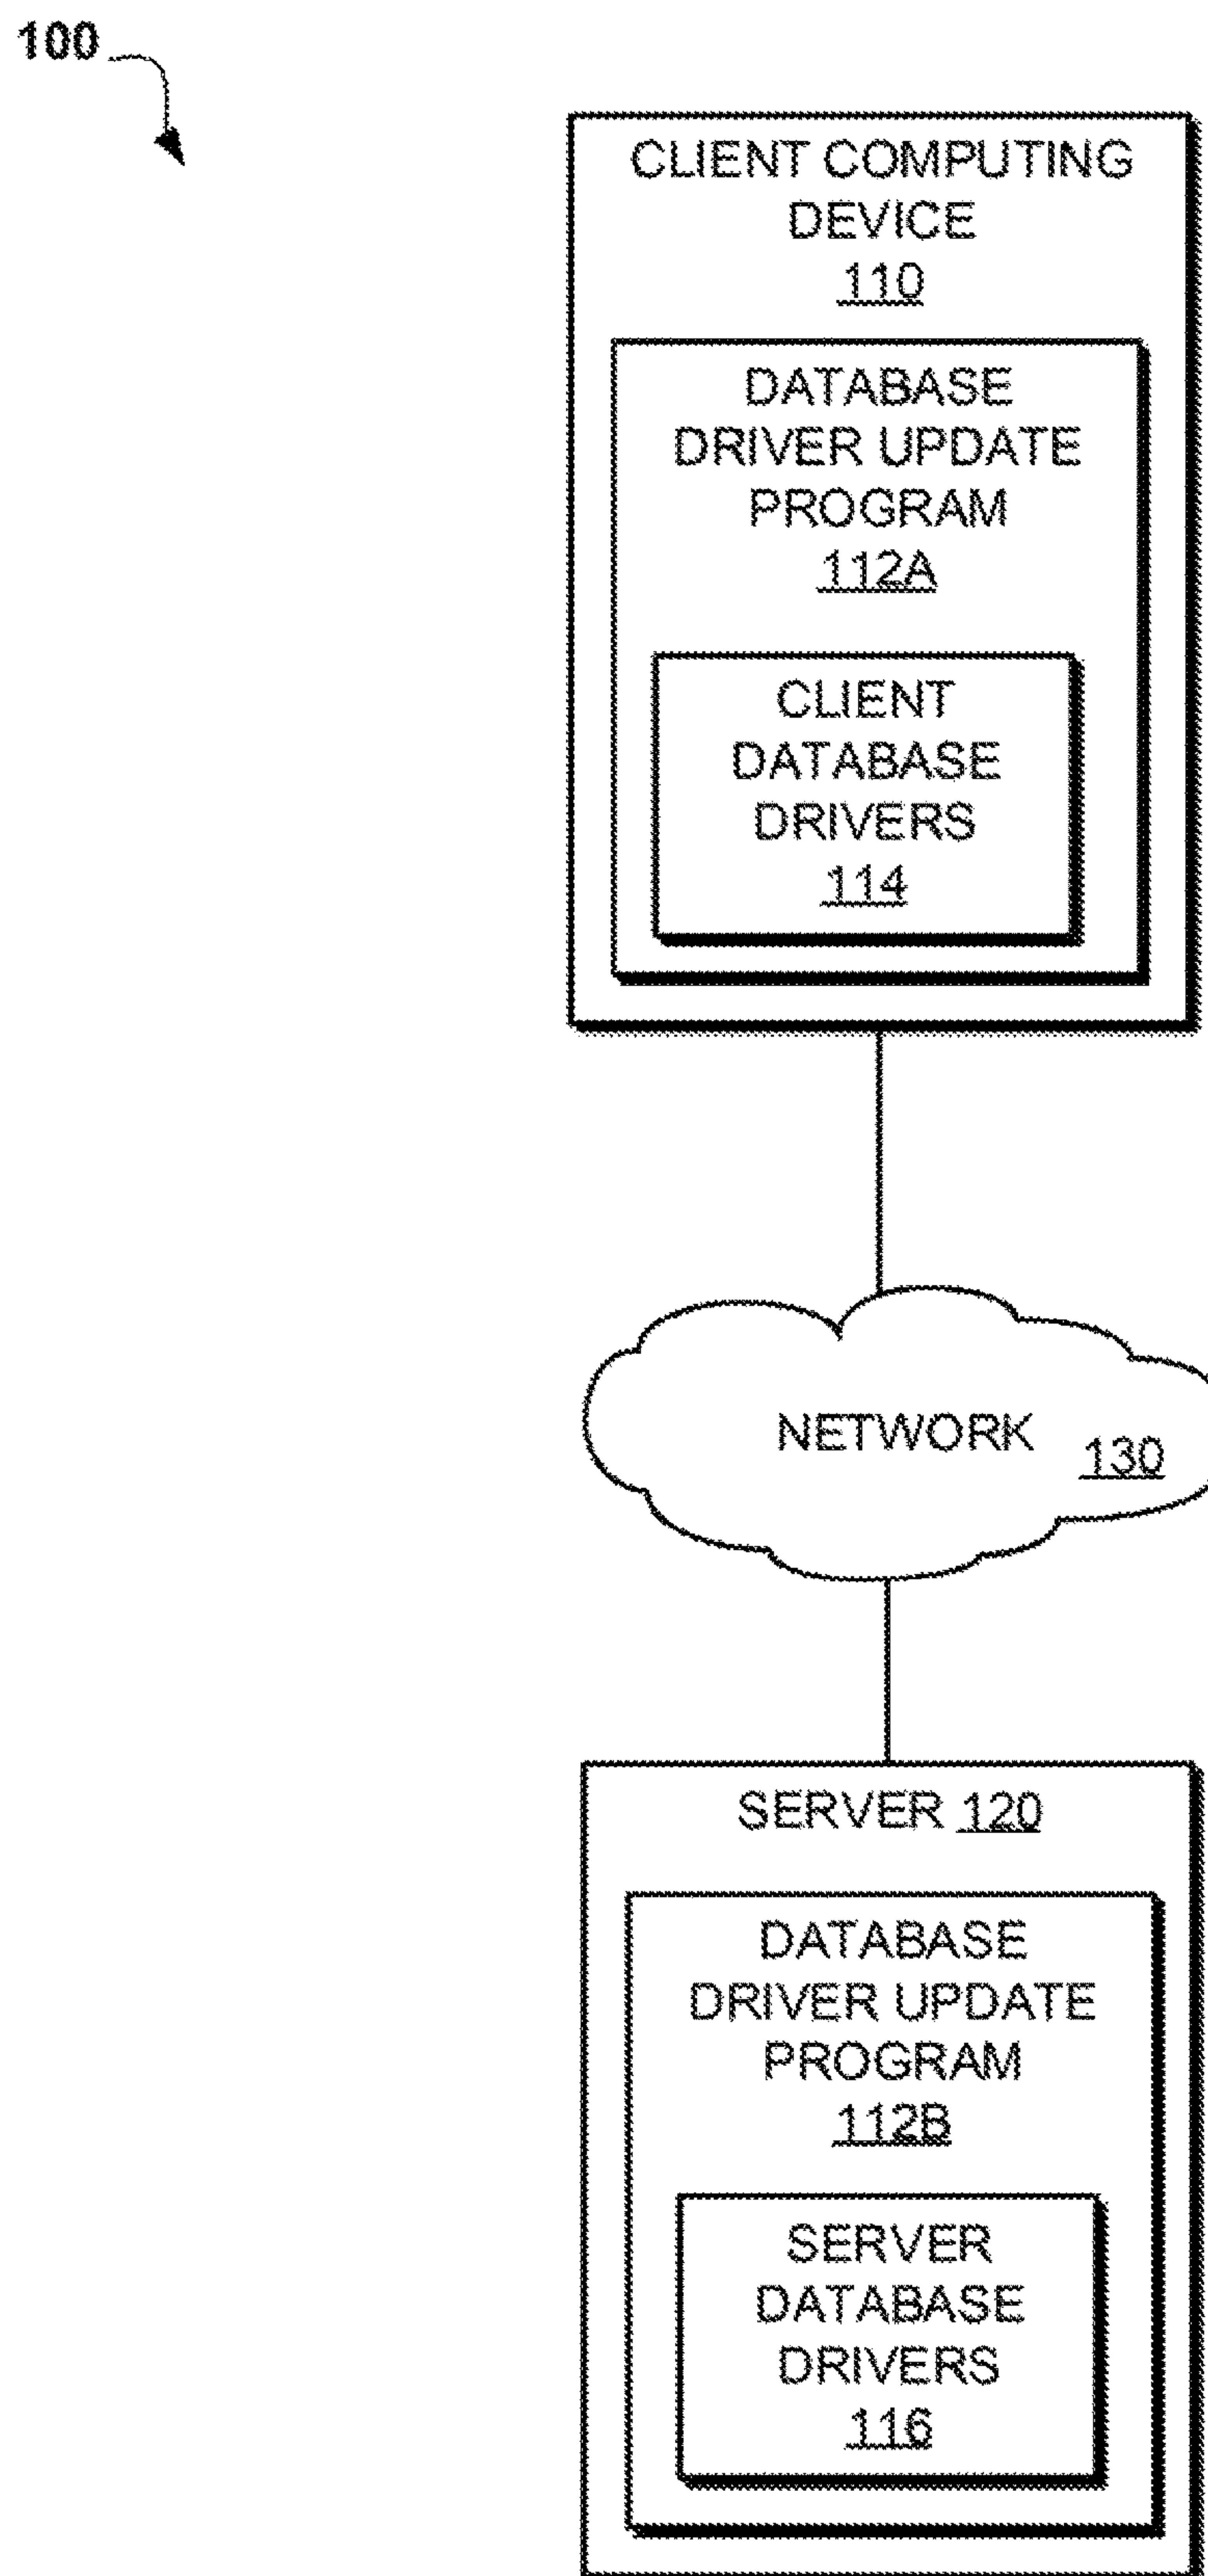 100
CLIENT COMPUTING
DEVICE
110
DATABASE
DRIVER UPDATE
PROGRAM
112A
CLIENT
DATABASE
DRIVERS
114
NETWORK 130
SERVER 120
DATABASE
DRIVER UPDATE
PROGRAM
112B
SERVER
DATABASE
DRIVERS
116